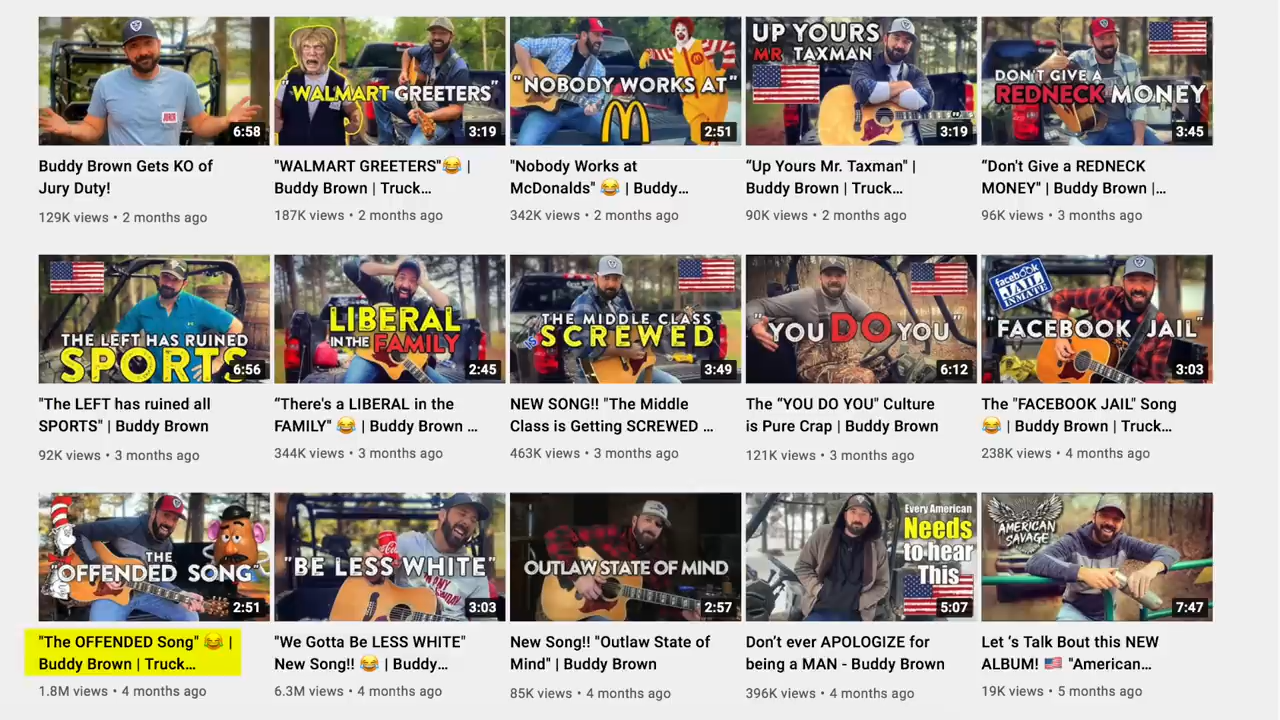 UP YOURS
MR TAXMAN
"WALMART GREETERS"
"NOBODY WORKS AT"
DON'T GIVE A
REDNECK MONEY
6:58
3:19
2:51
3:19
3:45
Buddy Brown Gets KO of
Jury Duty!
129K views • 2 months ago
"WALMART GREETERS"😂 |
Buddy Brown | Truck...
187K views • 2 months ago
"Nobody Works at
McDonalds" 😂 | Buddy...
342K views • 2 months ago
“Up Yours Mr. Taxman" |
Buddy Brown | Truck...
90K views • 2 months ago
“Don't Give a REDNECK
MONEY" | Buddy Brown |...
96K views • 3 months ago
THE LEFT HAS RUINED
SPORTS
6:56
LIBERAL
IN THE FAMILY
2:45
THE MIDDLE CLASS
SCREWED
3:49
"YOU DO YOU"
6:12
facebook
JAIL
INMATE
"FACEBOOK JAIL"
3:03
"The LEFT has ruined all
SPORTS" | Buddy Brown
92K views • 3 months ago
“There's a LIBERAL in the
FAMILY" 😂 | Buddy Brown ...
344K views • 3 months ago
NEW SONG!! "The Middle
Class is Getting SCREWED ...
463K views • 3 months ago
The “YOU DO YOU" Culture
is Pure Crap | Buddy Brown
121K views • 3 months ago
The "FACEBOOK JAIL" Song
😂 | Buddy Brown | Truck...
238K views • 4 months ago
THE
"OFFENDED SONG"
2:51
"BE LESS WHITE"
3:03
OUTLAW STATE OF MIND
2:57
Every American
Needs
to hear
This
5:07
AMERICAN
SAVAGE
7:47
"The OFFENDED Song" 😂 |
Buddy Brown | Truck...
1.8M views • 4 months ago
"We Gotta Be LESS WHITE"
New Song!! 😂 | Buddy...
6.3M views • 4 months ago
New Song!! "Outlaw State of
Mind" | Buddy Brown
85K views • 4 months ago
Don’t ever APOLOGIZE for
being a MAN - Buddy Brown
396K views • 4 months ago
Let ‘s Talk Bout this NEW
ALBUM! 🇺🇸 "American...
19K views • 5 months ago